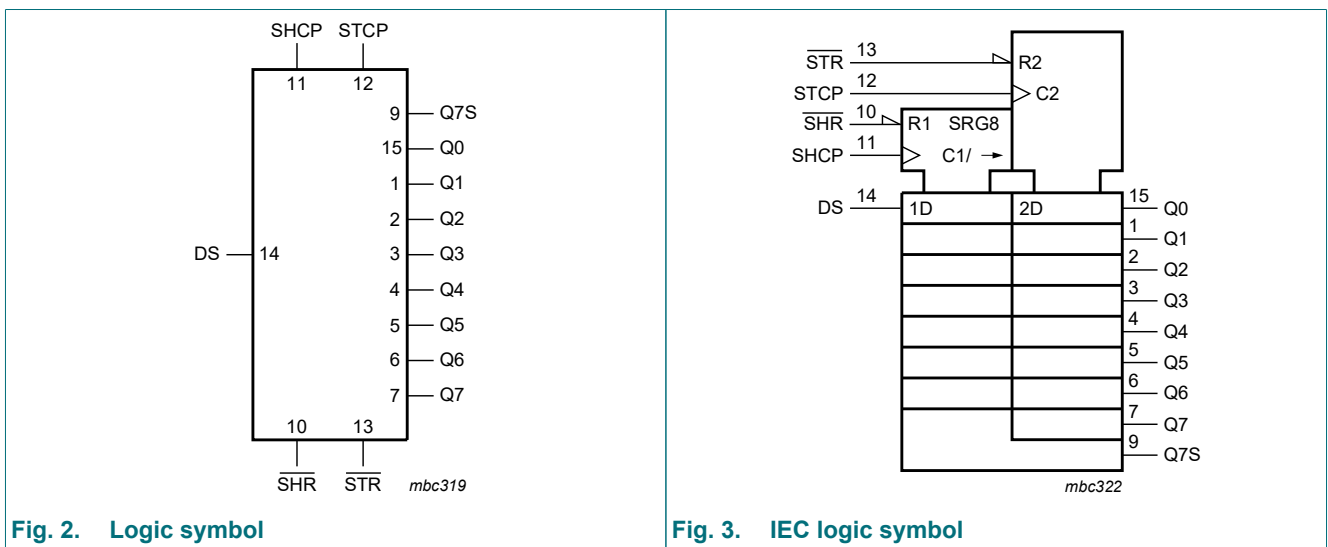 SHCP STCP
11 12
9 Q7S
15 Q0
1 Q1
2 Q2
DS 14 3 Q3
4 Q4
5 Q5
6 Q6
7 Q7
10 13
SHR STR mbc319
Fig. 2. Logic symbol
STR 13 R2
STCP 12 C2
SHR 10 R1 SRG8
SHCP 11 C1/ →
DS 14 1D 2D 15 Q0
1 Q1
2 Q2
3 Q3
4 Q4
5 Q5
6 Q6
7 Q7
9 Q7S
mbc322
Fig. 3. IEC logic symbol